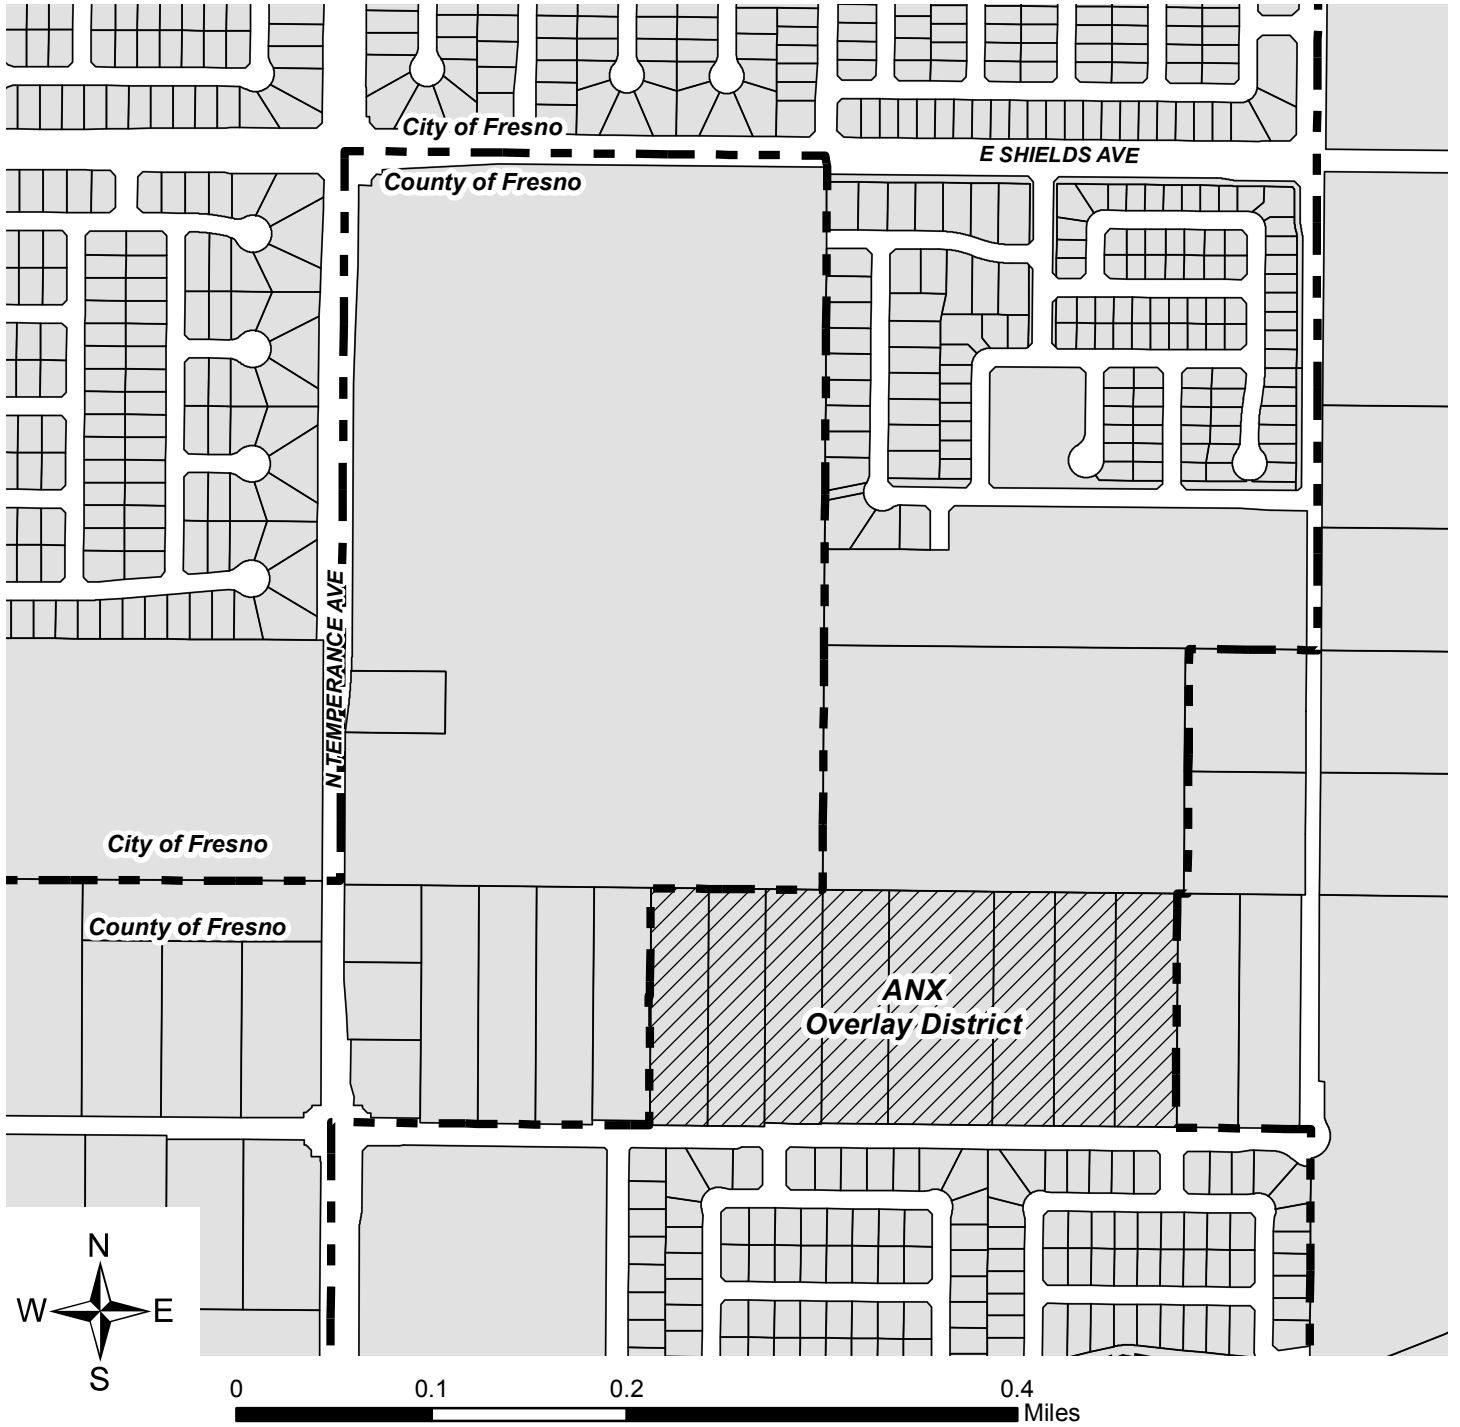 City of Fresno
E SHIELDS AVE
County of Fresno
N TEMPERANCE AVE
City of Fresno
County of Fresno
ANX
Overlay District
N
W E
S
0 0.1 0.2 0.4
Miles